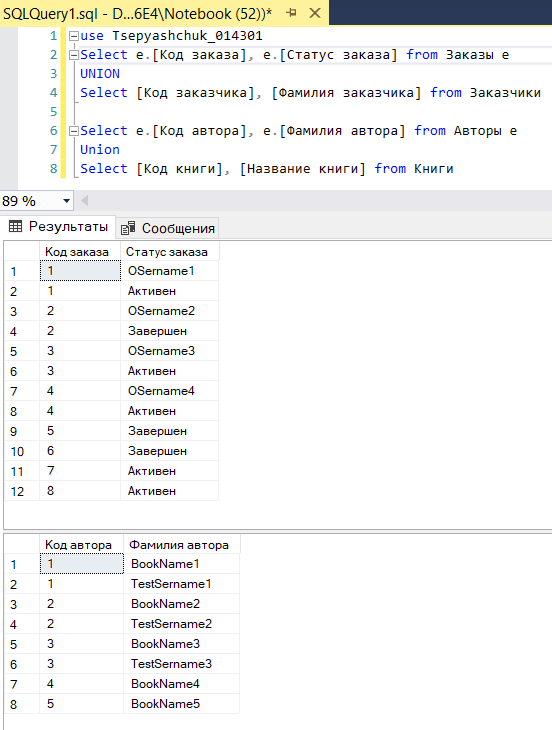 SQLQuery1.sql - D...6E4\Notebook (52))*
1 use Tsepyashchuk_014301
2 Select e.[Код заказа], e.[Статус заказа] from Заказы e
3 UNION
4 Select [Код заказчика], [Фамилия заказчика] from Заказчики
5
6 Select e.[Код автора], e.[Фамилия автора] from Авторы e
7 Union
8 Select [Код книги], [Название книги] from Книги
89 %
Результаты Сообщения
Код заказа Статус заказа
1 1 OSername1
2 1 Активен
3 2 OSername2
4 2 Завершен
5 3 OSername3
6 3 Активен
7 4 OSername4
8 4 Активен
9 5 Завершен
10 6 Завершен
11 7 Активен
12 8 Активен
Код автора Фамилия автора
1 1 BookName1
2 1 TestSername1
3 2 BookName2
4 2 TestSername2
5 3 BookName3
6 3 TestSername3
7 4 BookName4
8 5 BookName5